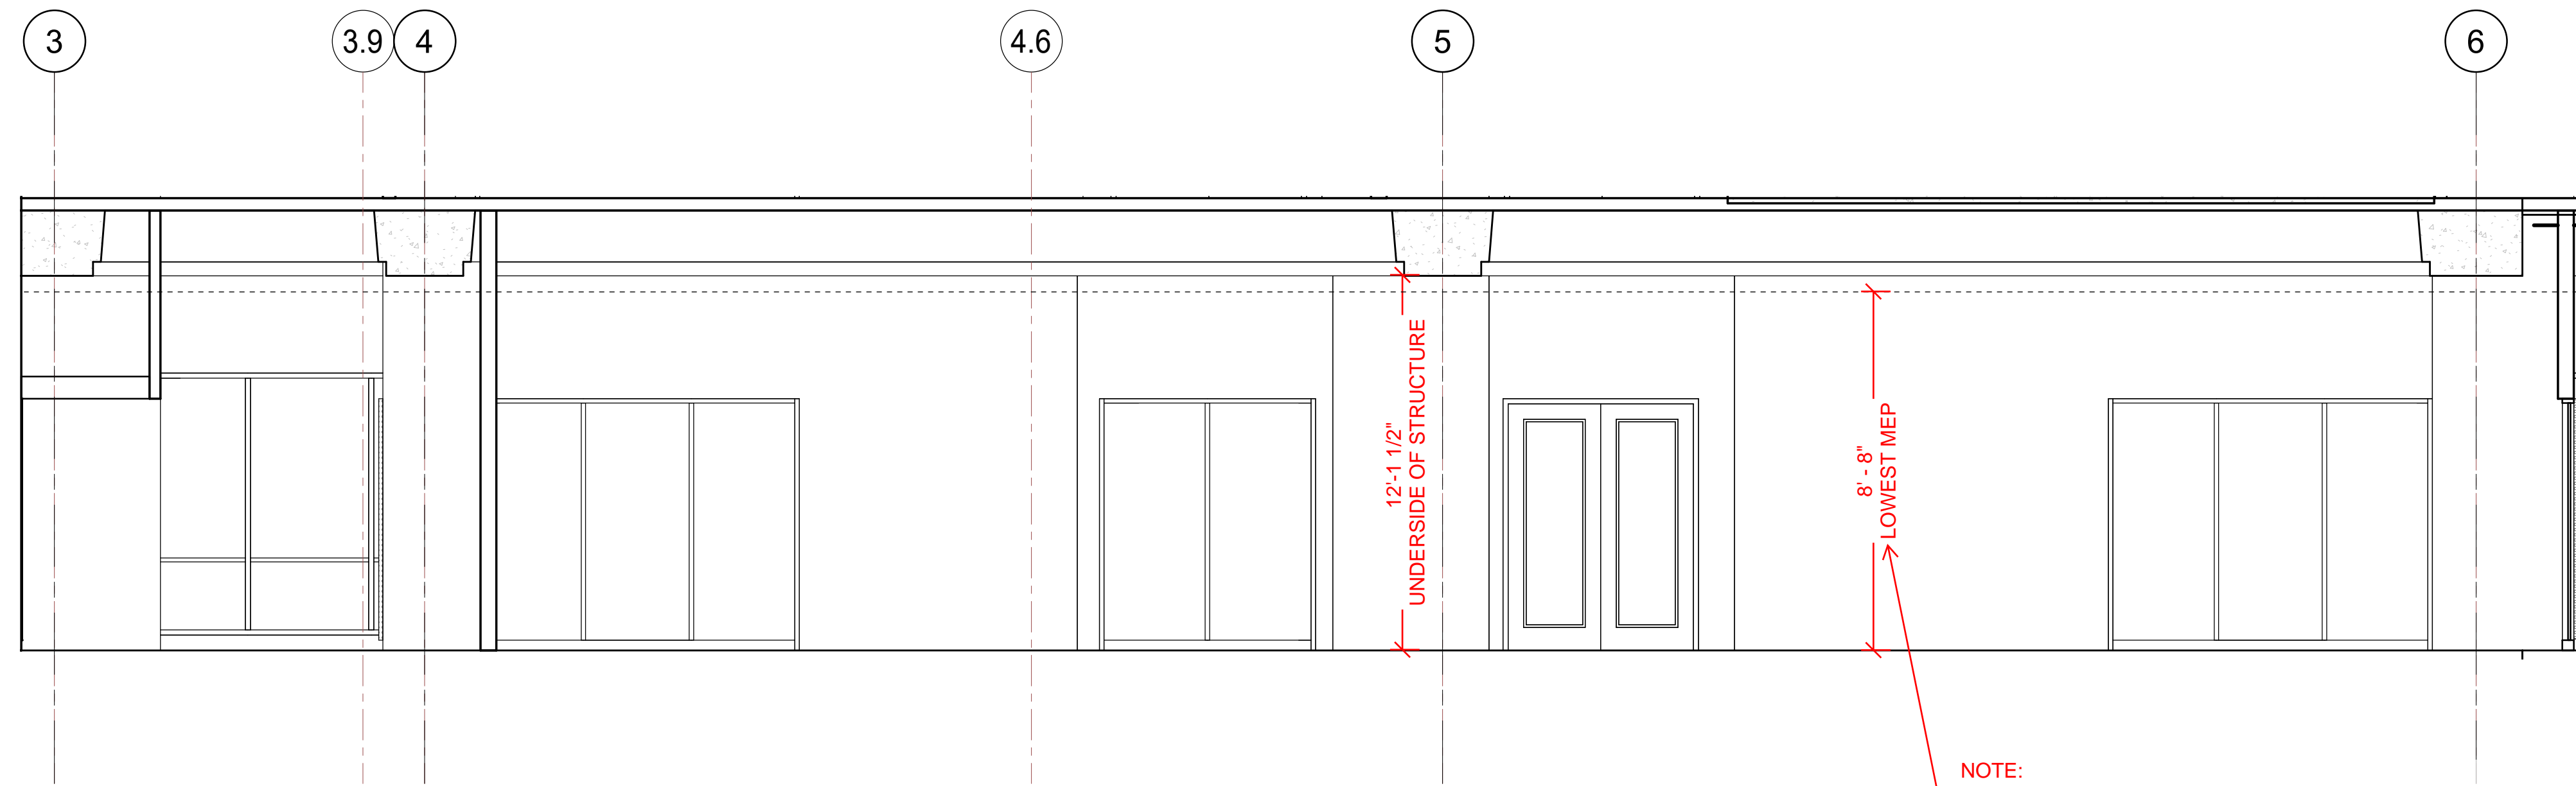 3
3.9
4
4.6
5
6
12'-1 1/2"
UNDERSIDE OF STRUCTURE
8' - 8"
LOWEST MEP
NOTE: